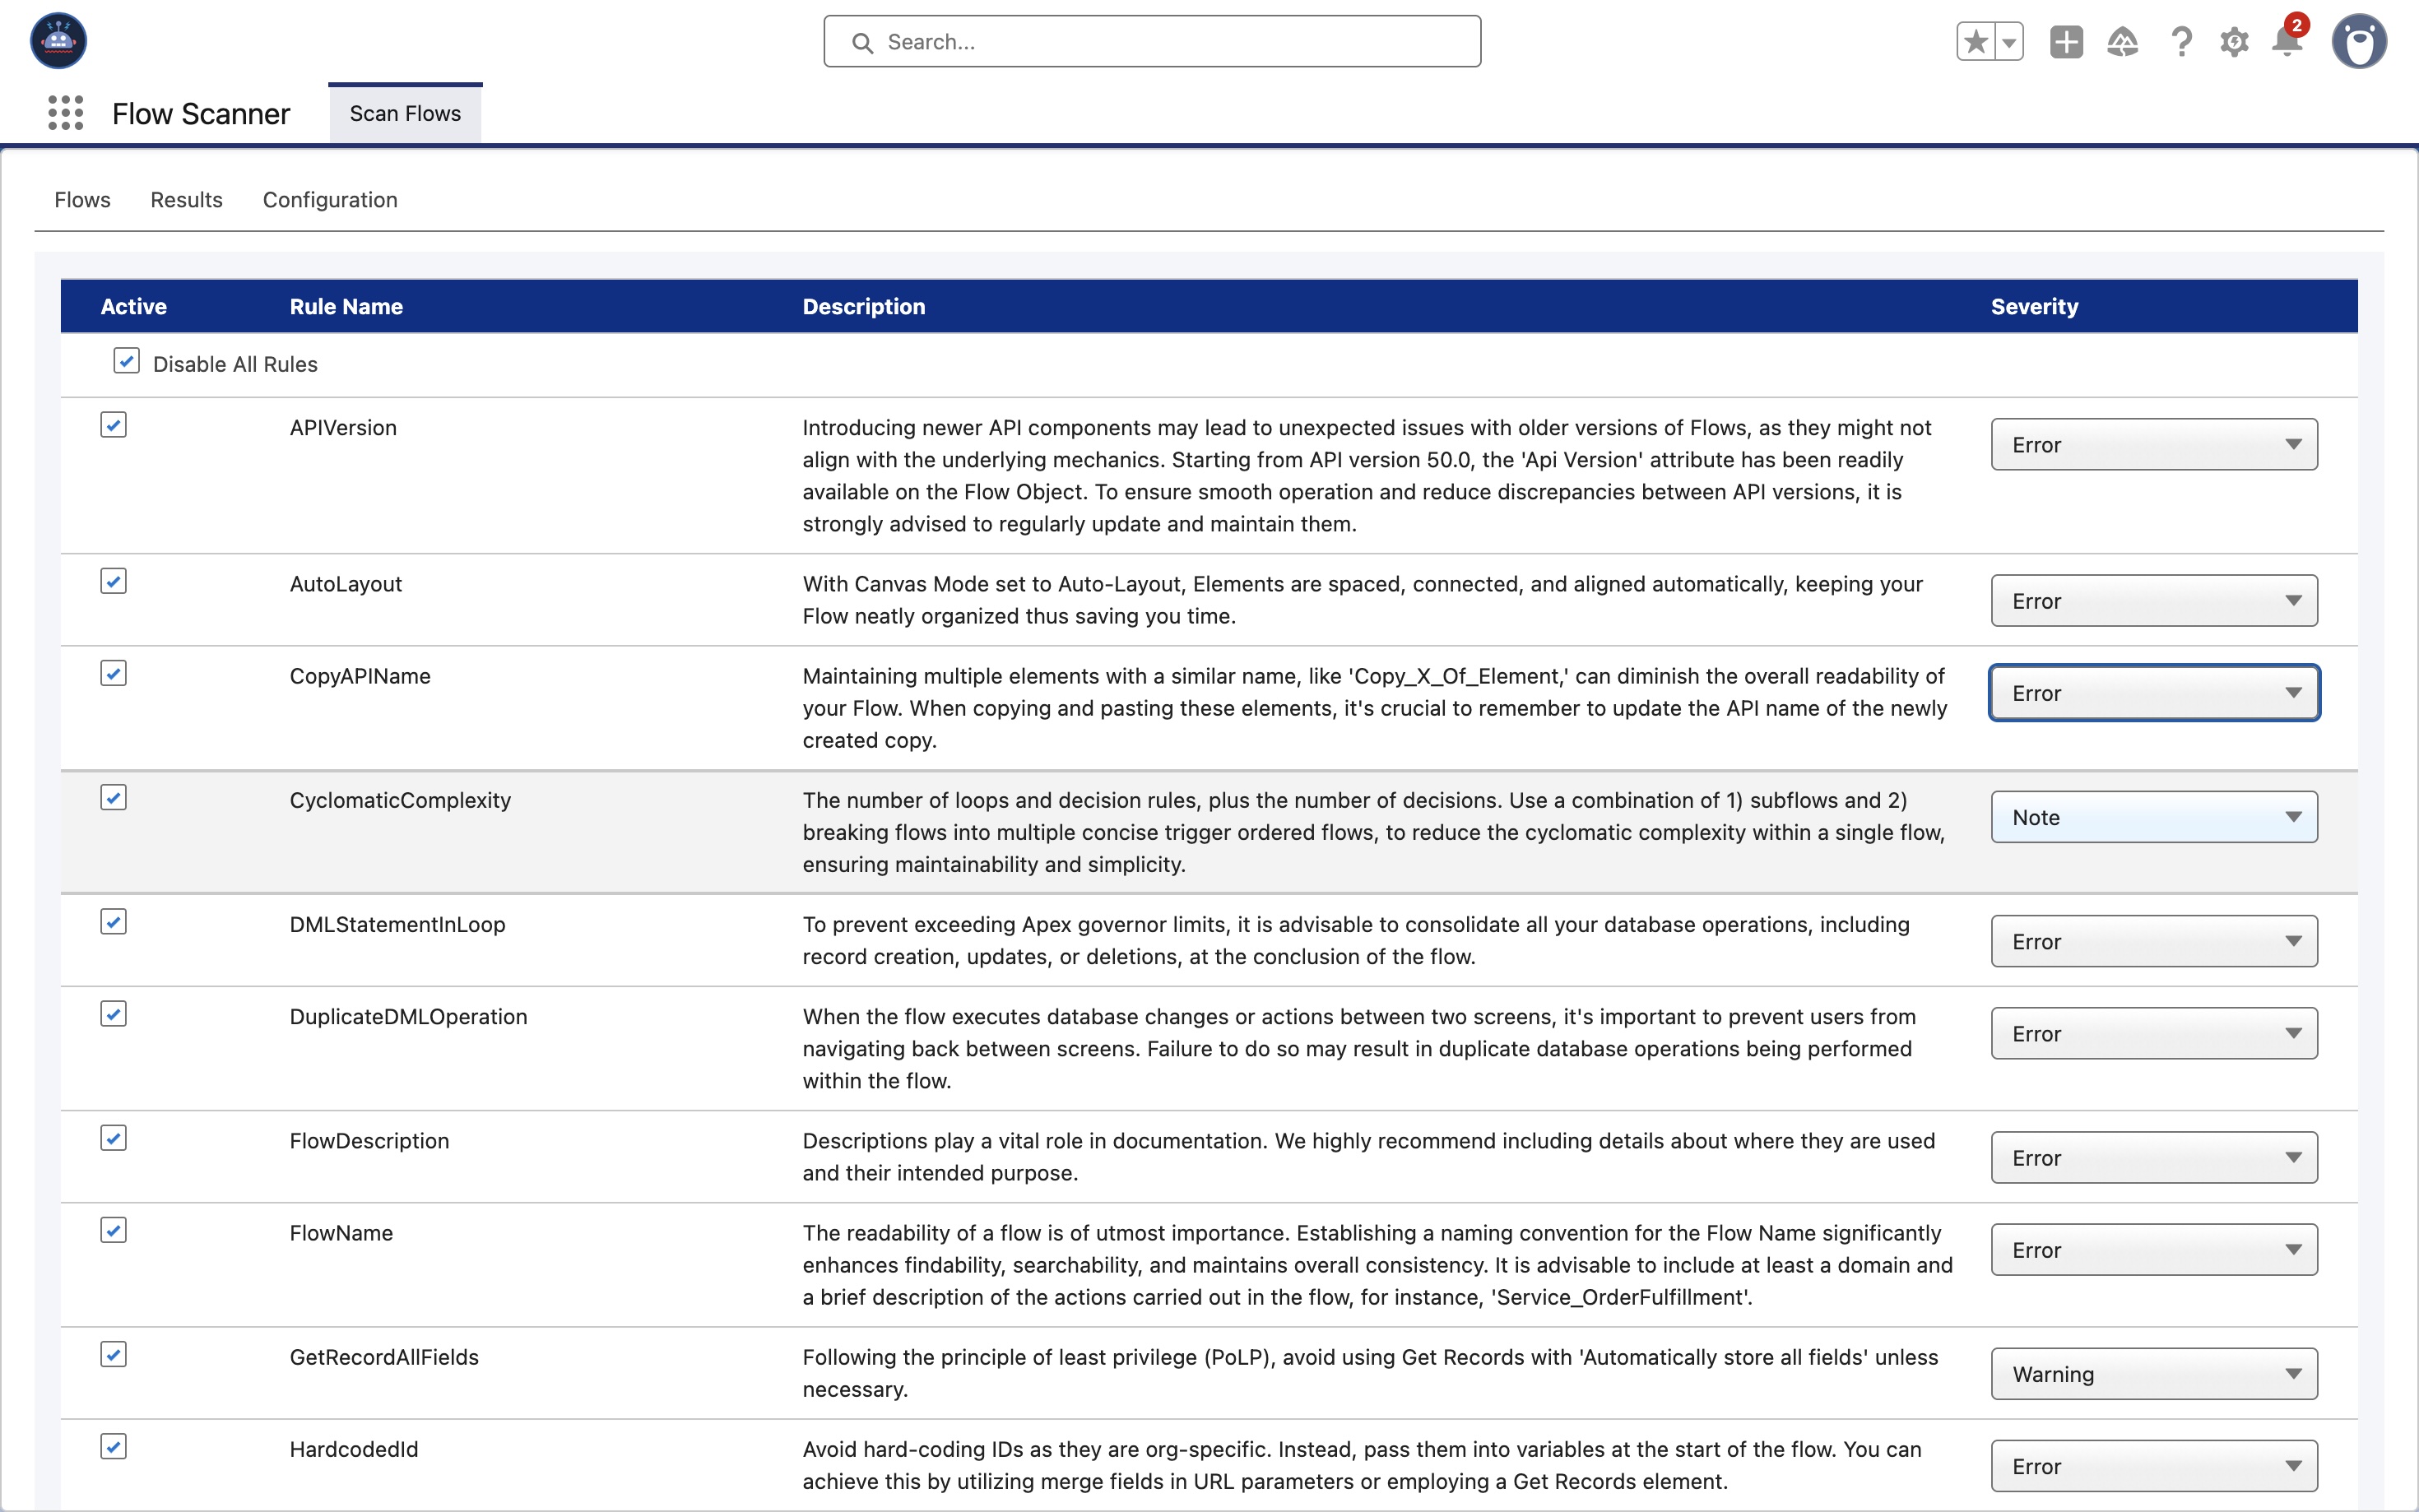 Search...
2
Flow Scanner
Scan Flows
Flows
Results
Configuration
Active
Rule Name
Description
Severity
Disable All Rules
APIVersion
Introducing newer API components may lead to unexpected issues with older versions of Flows, as they might not
align with the underlying mechanics. Starting from API version 50.0, the 'Api Version' attribute has been readily
available on the Flow Object. To ensure smooth operation and reduce discrepancies between API versions, it is
strongly advised to regularly update and maintain them.
Error
AutoLayout
With Canvas Mode set to Auto-Layout, Elements are spaced, connected, and aligned automatically, keeping your
Flow neatly organized thus saving you time.
Error
CopyAPIName
Maintaining multiple elements with a similar name, like 'Copy_X_Of_Element,' can diminish the overall readability of
your Flow. When copying and pasting these elements, it's crucial to remember to update the API name of the newly
created copy.
Error
CyclomaticComplexity
The number of loops and decision rules, plus the number of decisions. Use a combination of 1) subflows and 2)
breaking flows into multiple concise trigger ordered flows, to reduce the cyclomatic complexity within a single flow,
ensuring maintainability and simplicity.
Note
DMLStatementInLoop
To prevent exceeding Apex governor limits, it is advisable to consolidate all your database operations, including
record creation, updates, or deletions, at the conclusion of the flow.
Error
DuplicateDMLOperation
When the flow executes database changes or actions between two screens, it's important to prevent users from
navigating back between screens. Failure to do so may result in duplicate database operations being performed
within the flow.
Error
FlowDescription
Descriptions play a vital role in documentation. We highly recommend including details about where they are used
and their intended purpose.
Error
FlowName
The readability of a flow is of utmost importance. Establishing a naming convention for the Flow Name significantly
enhances findability, searchability, and maintains overall consistency. It is advisable to include at least a domain and
a brief description of the actions carried out in the flow, for instance, 'Service_OrderFulfillment'.
Error
GetRecordAllFields
Following the principle of least privilege (PoLP), avoid using Get Records with 'Automatically store all fields' unless
necessary.
Warning
HardcodedId
Avoid hard-coding IDs as they are org-specific. Instead, pass them into variables at the start of the flow. You can
achieve this by utilizing merge fields in URL parameters or employing a Get Records element.
Error